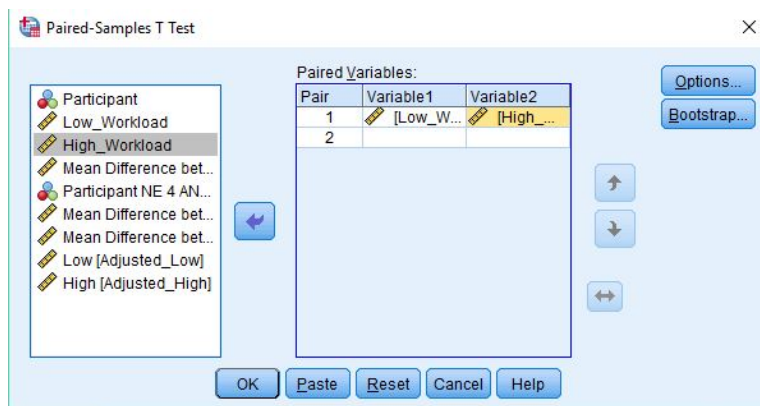 Paired-Samples T Test
Paired Variables:
Participant
Low_Workload
High_Workload
Mean Difference bet...
Participant NE 4 AN...
Mean Difference bet...
Mean Difference bet...
Low [Adjusted_Low]
High [Adjusted_High]
Pair Variable1 Variable2
1 [Low_W... [High_...
2
Options...
Bootstrap...
OK Paste Reset Cancel Help